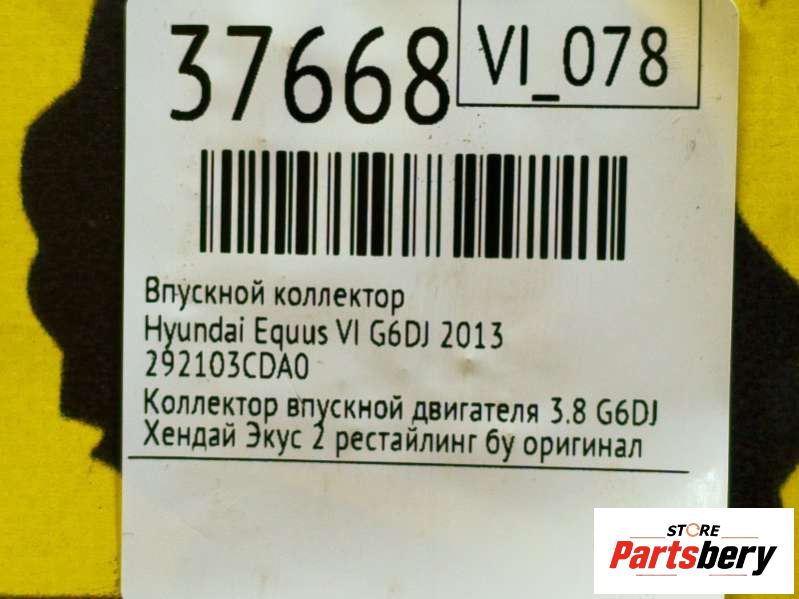 37668
VI_078
Впускной коллектор
Hyundai Equus VI G6DJ 2013
292103CDA0
Коллектор впускной двигателя 3.8 G6DJ
Хендай Экус 2 рестайлинг бу оригинал
STORE
Partsbery